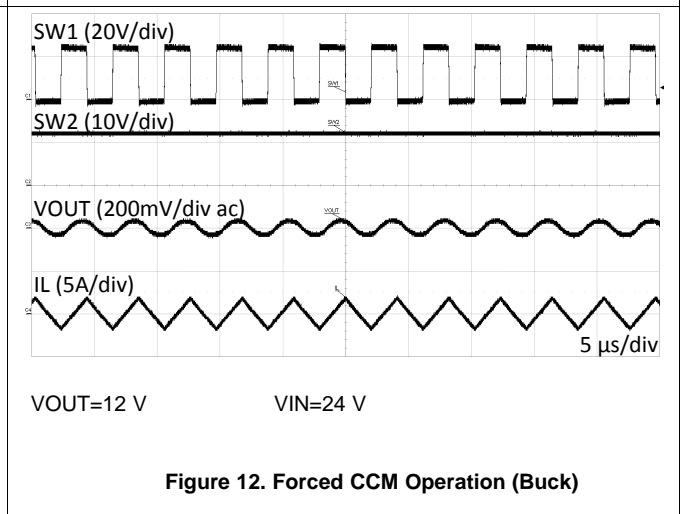 SW1 (20V/div)
SW1
SW2 (10V/div)
SW2
VOUT (200mV/div ac)
VOUT
IL (5A/div)
IL
5 µs/div
VOUT=12 V VIN=24 V
Figure 12. Forced CCM Operation (Buck)